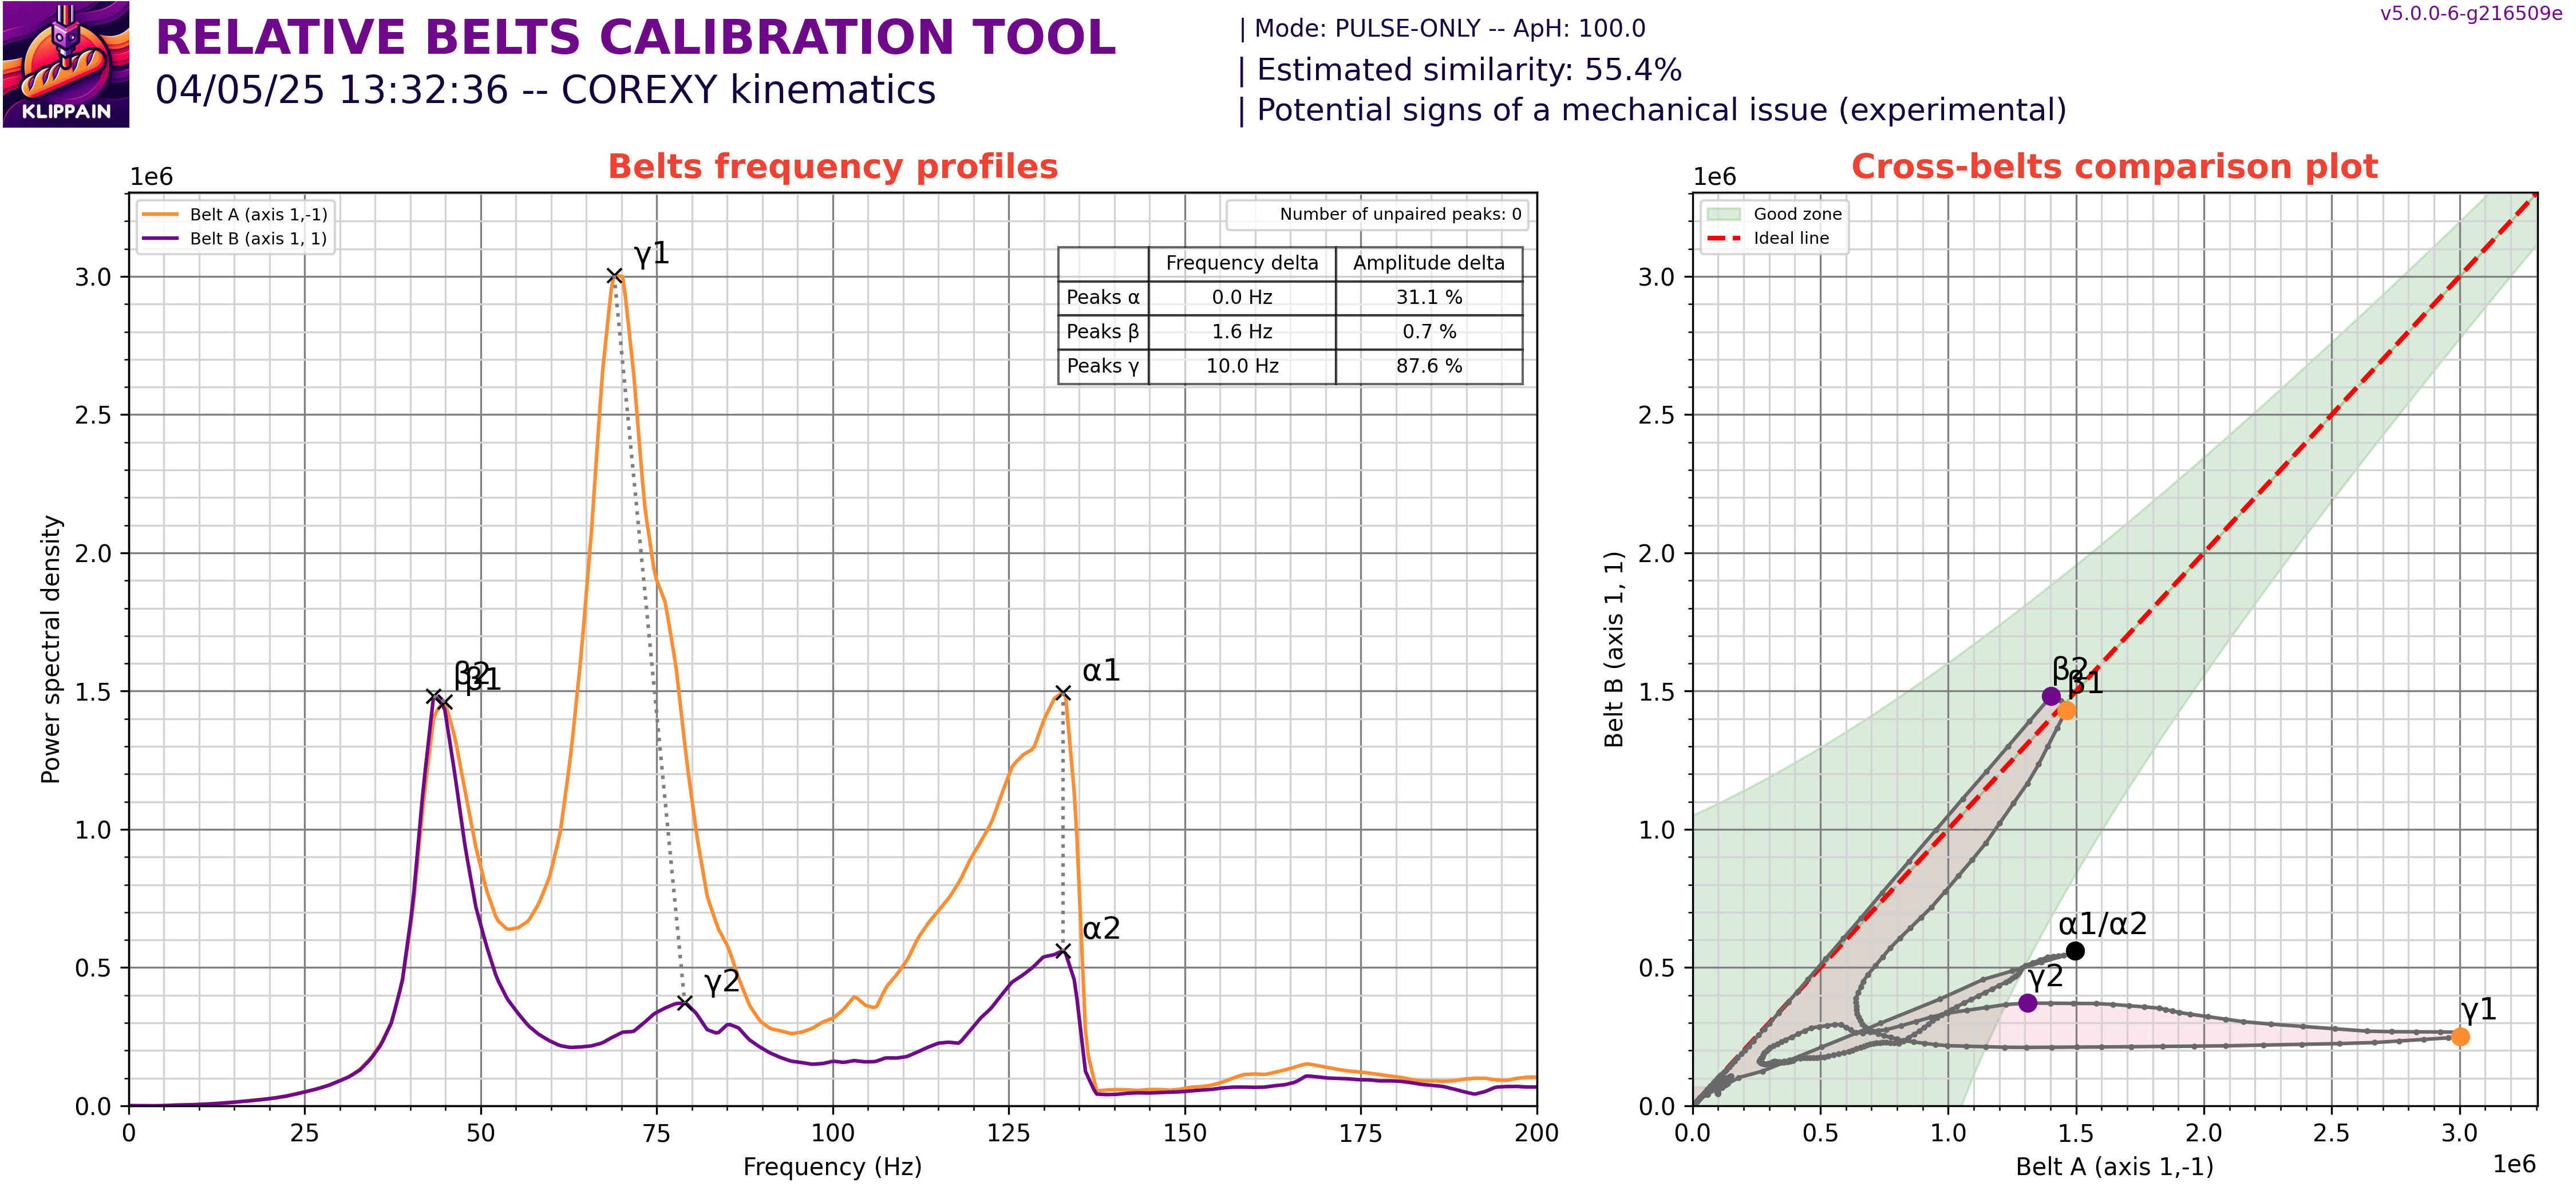 KLIPPAIN
RELATIVE BELTS CALIBRATION TOOL
04/05/25 13:32:36 -- COREXY kinematics
| Mode: PULSE-ONLY -- ApH: 100.0
| Estimated similarity: 55.4%
| Potential signs of a mechanical issue (experimental)
v5.0.0-6-g216509e
Belts frequency profiles
1e6
Belt A (axis 1,-1)
Belt B (axis 1, 1)
Number of unpaired peaks: 0
Frequency delta Amplitude delta
Peaks α 0.0 Hz 31.1 %
Peaks β 1.6 Hz 0.7 %
Peaks γ 10.0 Hz 87.6 %
γ1
β2
β1
α1
α2
γ2
3.0
2.5
2.0
1.5
1.0
0.5
0.0
Power spectral density
0 25 50 75 100 125 150 175 200
Frequency (Hz)
Cross-belts comparison plot
1e6
Good zone
Ideal line
β2
β1
α1/α2
γ2
γ1
3.0
2.5
2.0
1.5
1.0
0.5
0.0
Belt B (axis 1, 1)
0.0 0.5 1.0 1.5 2.0 2.5 3.0
Belt A (axis 1,-1)
1e6